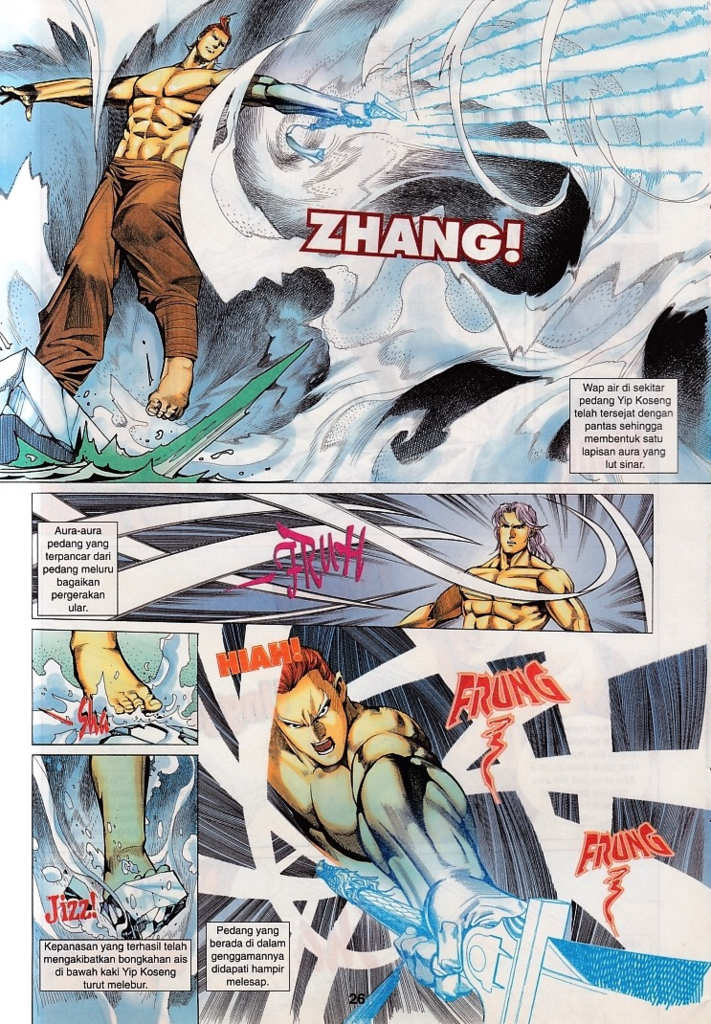 ZHANG!
Wap air di sekitar
pedang Yip Koseng
telah tersejat dengan
pantas sehingga
membentuk satu
lapisan aura yang
lut sinar.
Aura-aura
pedang yang
terpancar dari
pedang meluru
bagaikan
pergerakan
ular.
FRUH
Sha
HIAH!
FRUNG
FRUNG
Jizz!
Kepanasan yang terhasil telah
mengakibatkan bongkahan ais
di bawah kaki Yip Koseng
turut melebur.
Pedang yang
berada di dalam
genggamannya
didapati hampir
melesap.
26